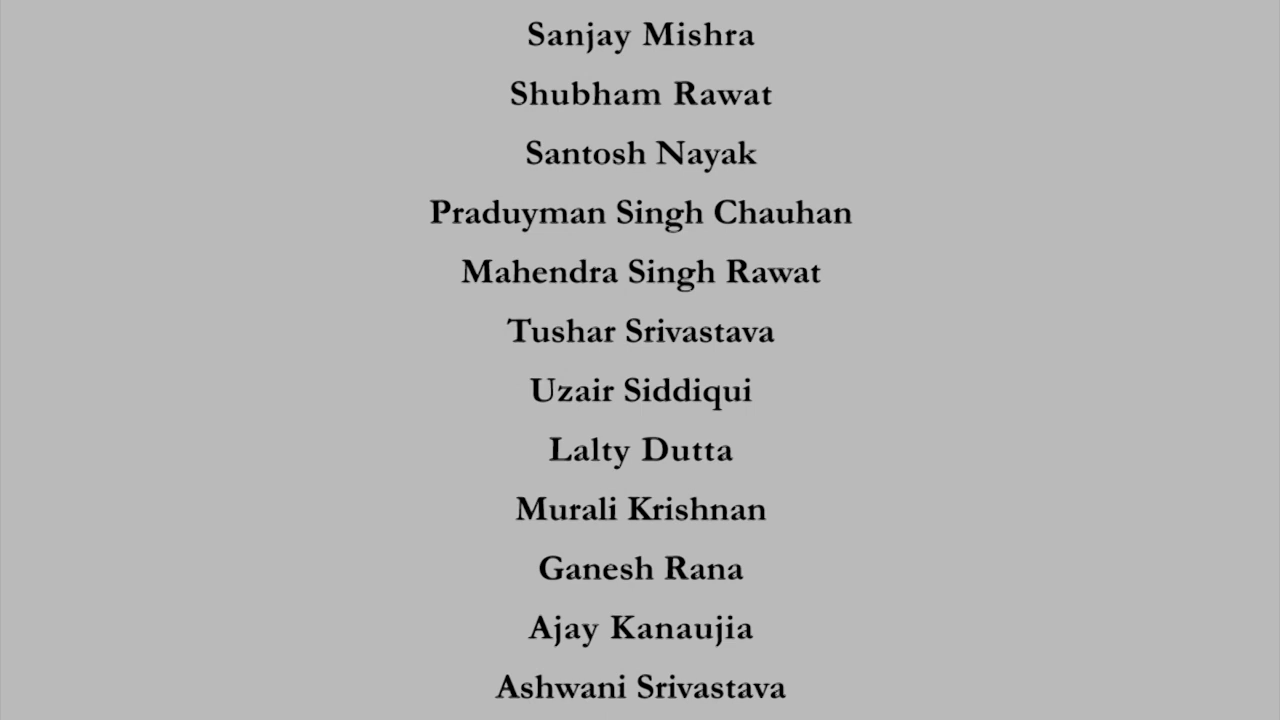 Sanjay Mishra
Shubham Rawat
Santosh Nayak
Praduyman Singh Chauhan
Mahendra Singh Rawat
Tushar Srivastava
Uzair Siddiqui
Lalty Dutta
Murali Krishnan
Ganesh Rana
Ajay Kanaujia
Ashwani Srivastava